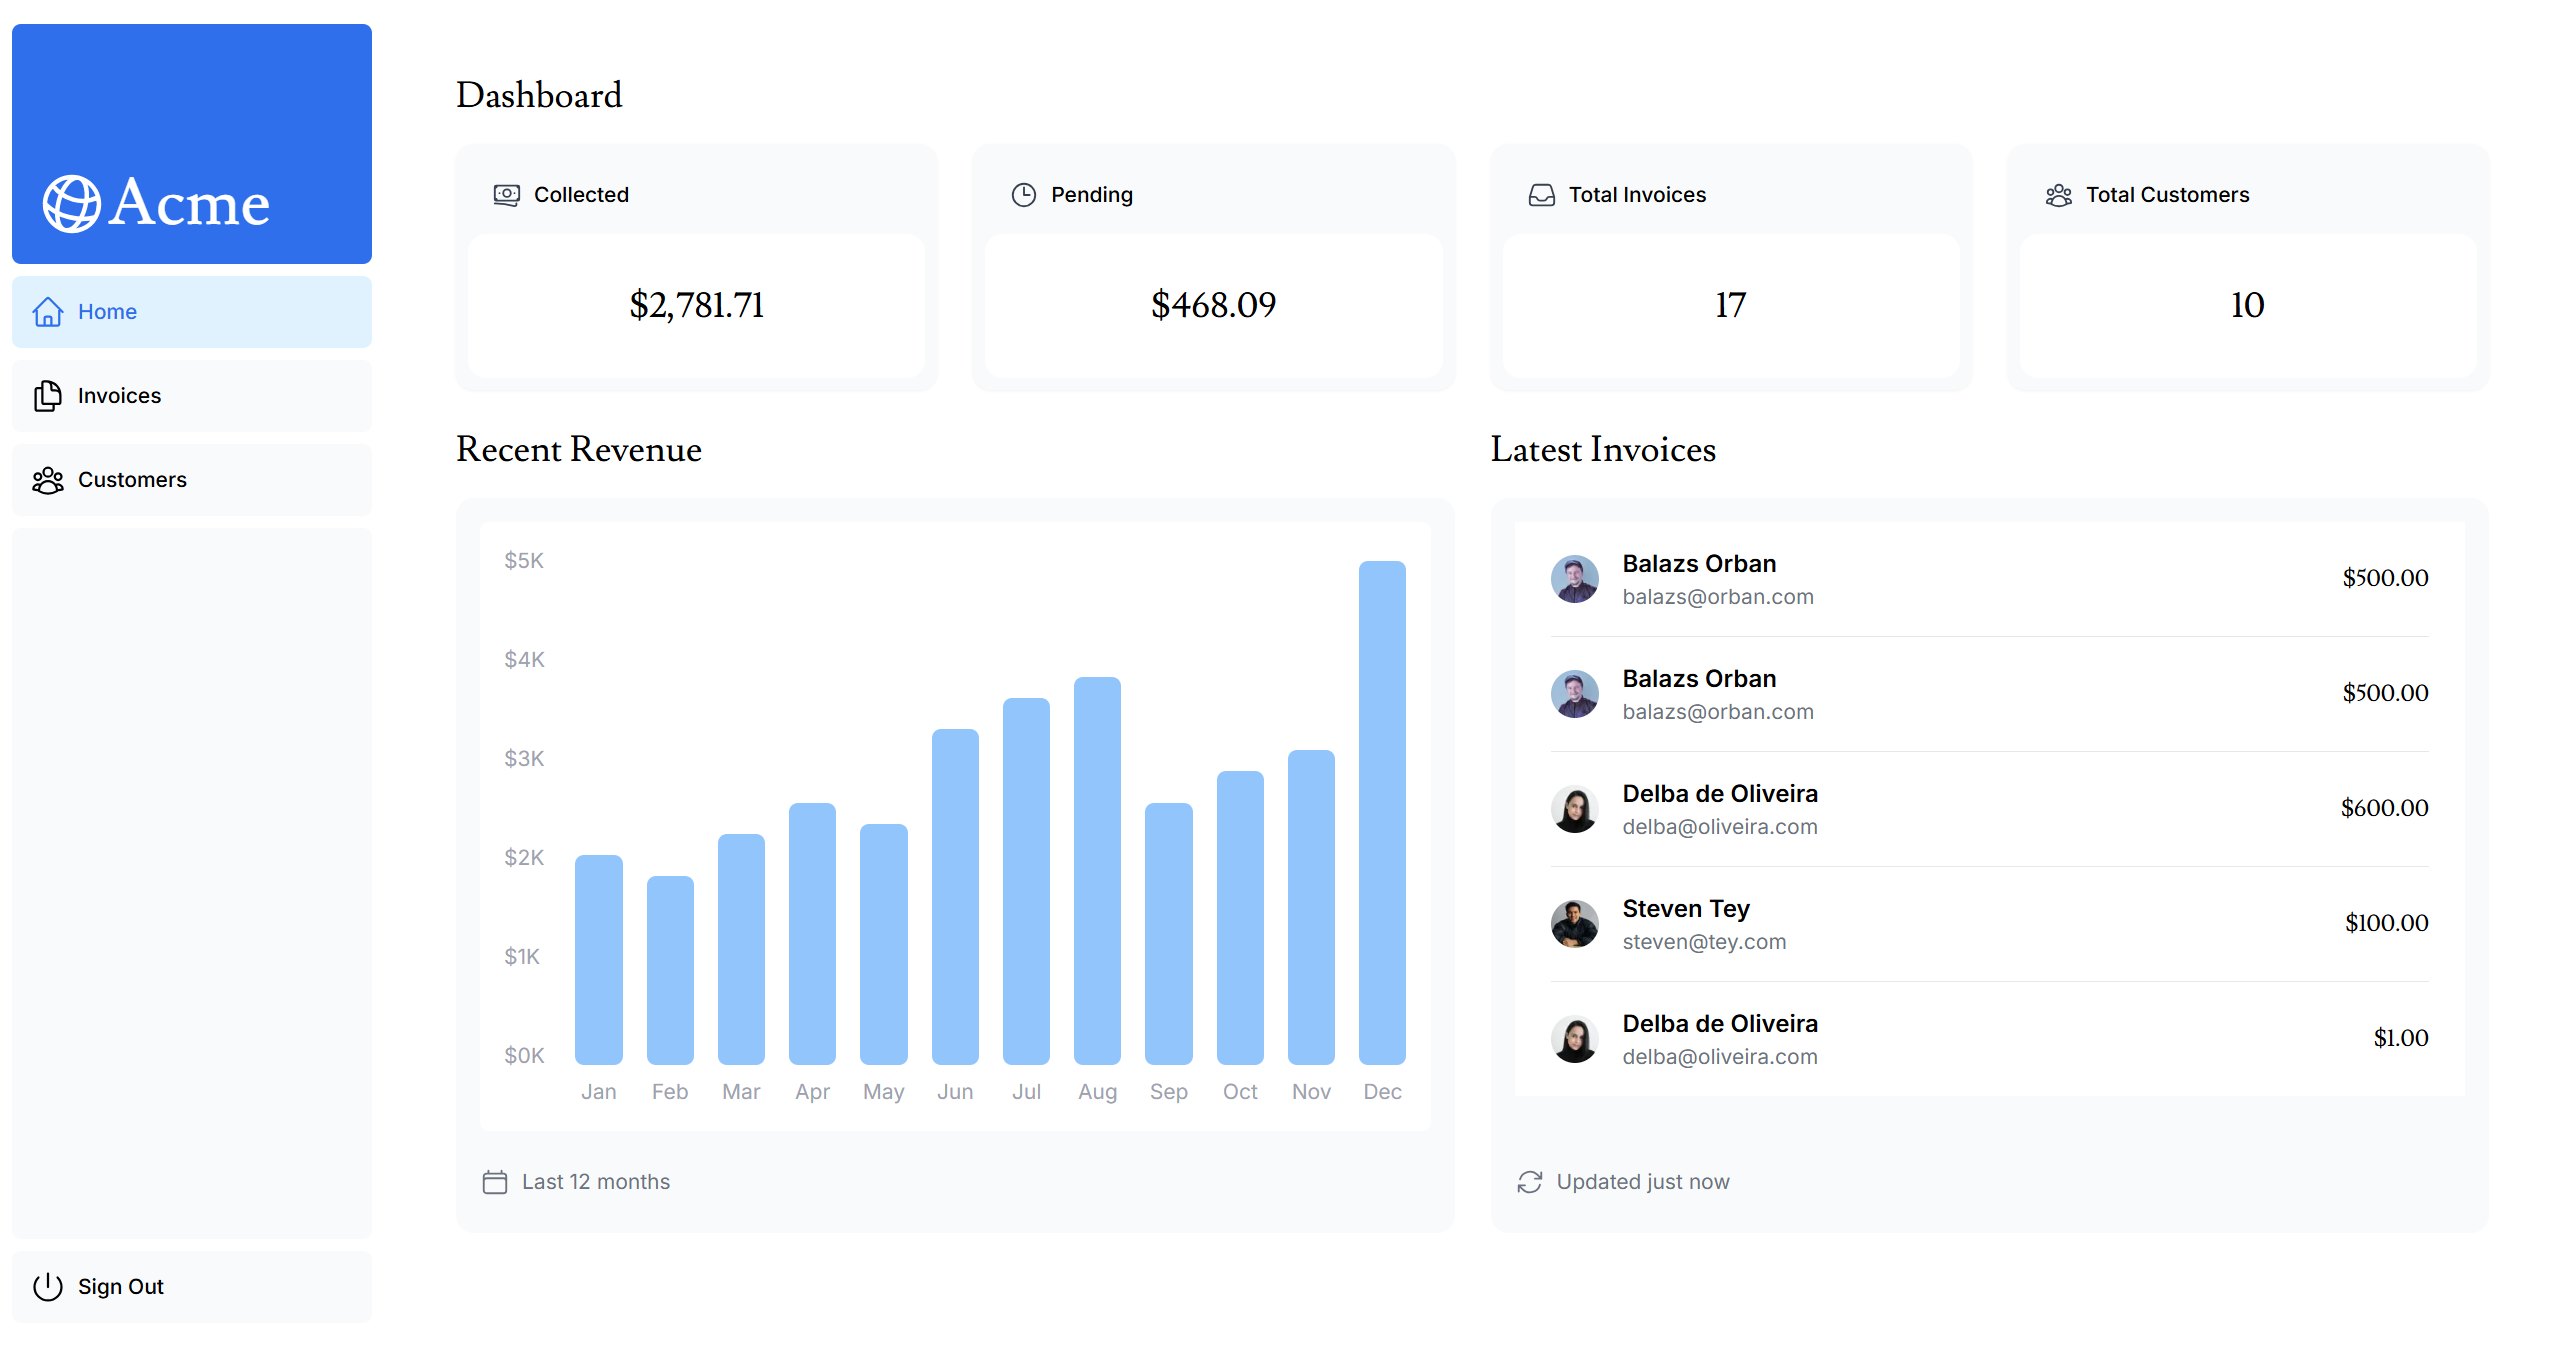 Acme
Home
Invoices
Customers
Sign Out
Dashboard
Collected
$2,781.71
Pending
$468.09
Total Invoices
17
Total Customers
10
Recent Revenue
$5K
$4K
$3K
$2K
$1K
$0K
Jan Feb Mar Apr May Jun Jul Aug Sep Oct Nov Dec
Last 12 months
Latest Invoices
Balazs Orban
balazs@orban.com
$500.00
Balazs Orban
balazs@orban.com
$500.00
Delba de Oliveira
delba@oliveira.com
$600.00
Steven Tey
steven@tey.com
$100.00
Delba de Oliveira
delba@oliveira.com
$1.00
Updated just now